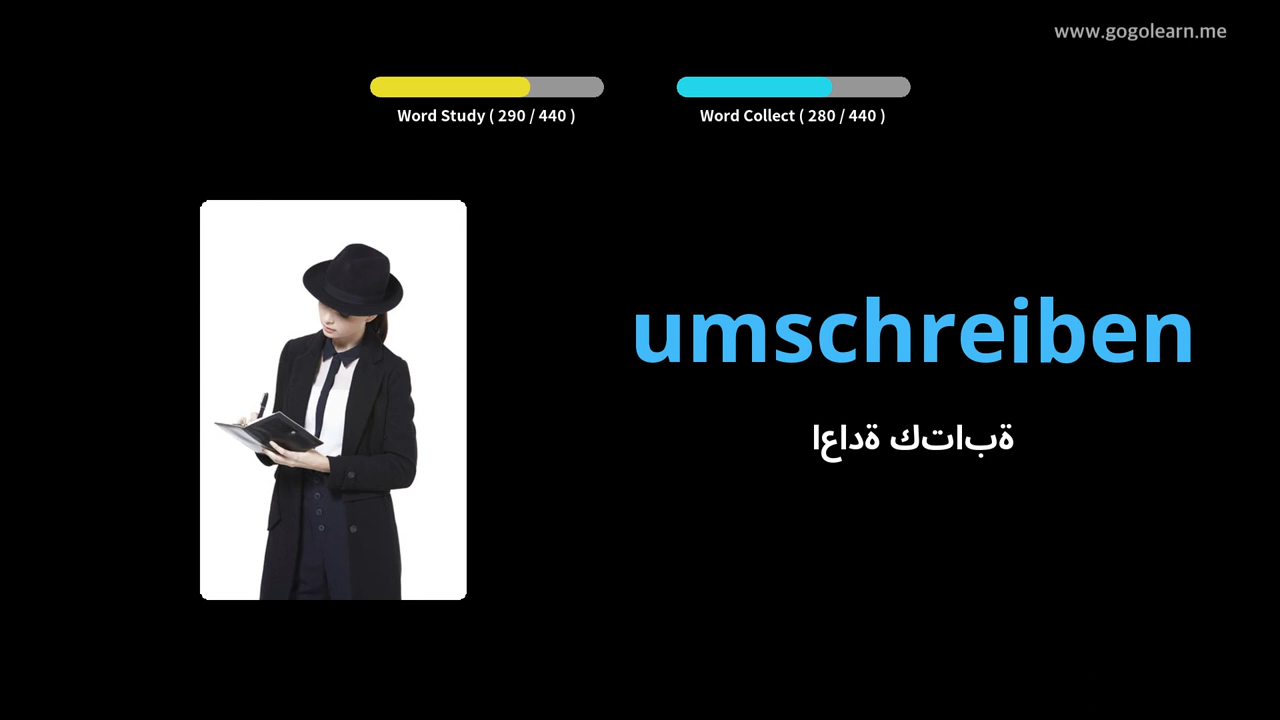 www.gogolearn.me
Word Study ( 290 / 440 )
Word Collect ( 280 / 440 )
umschreiben
اعادة كتابة